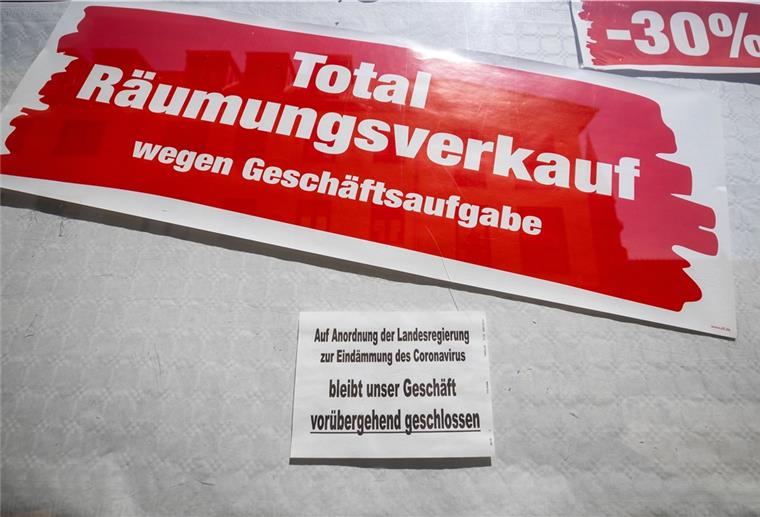 Total
Räumungsverkauf
wegen Geschäftsaufgabe
-30%
Auf Anordnung der Landesregierung
zur Eindämmung des Coronavirus
bleibt unser Geschäft
vorübergehend geschlossen